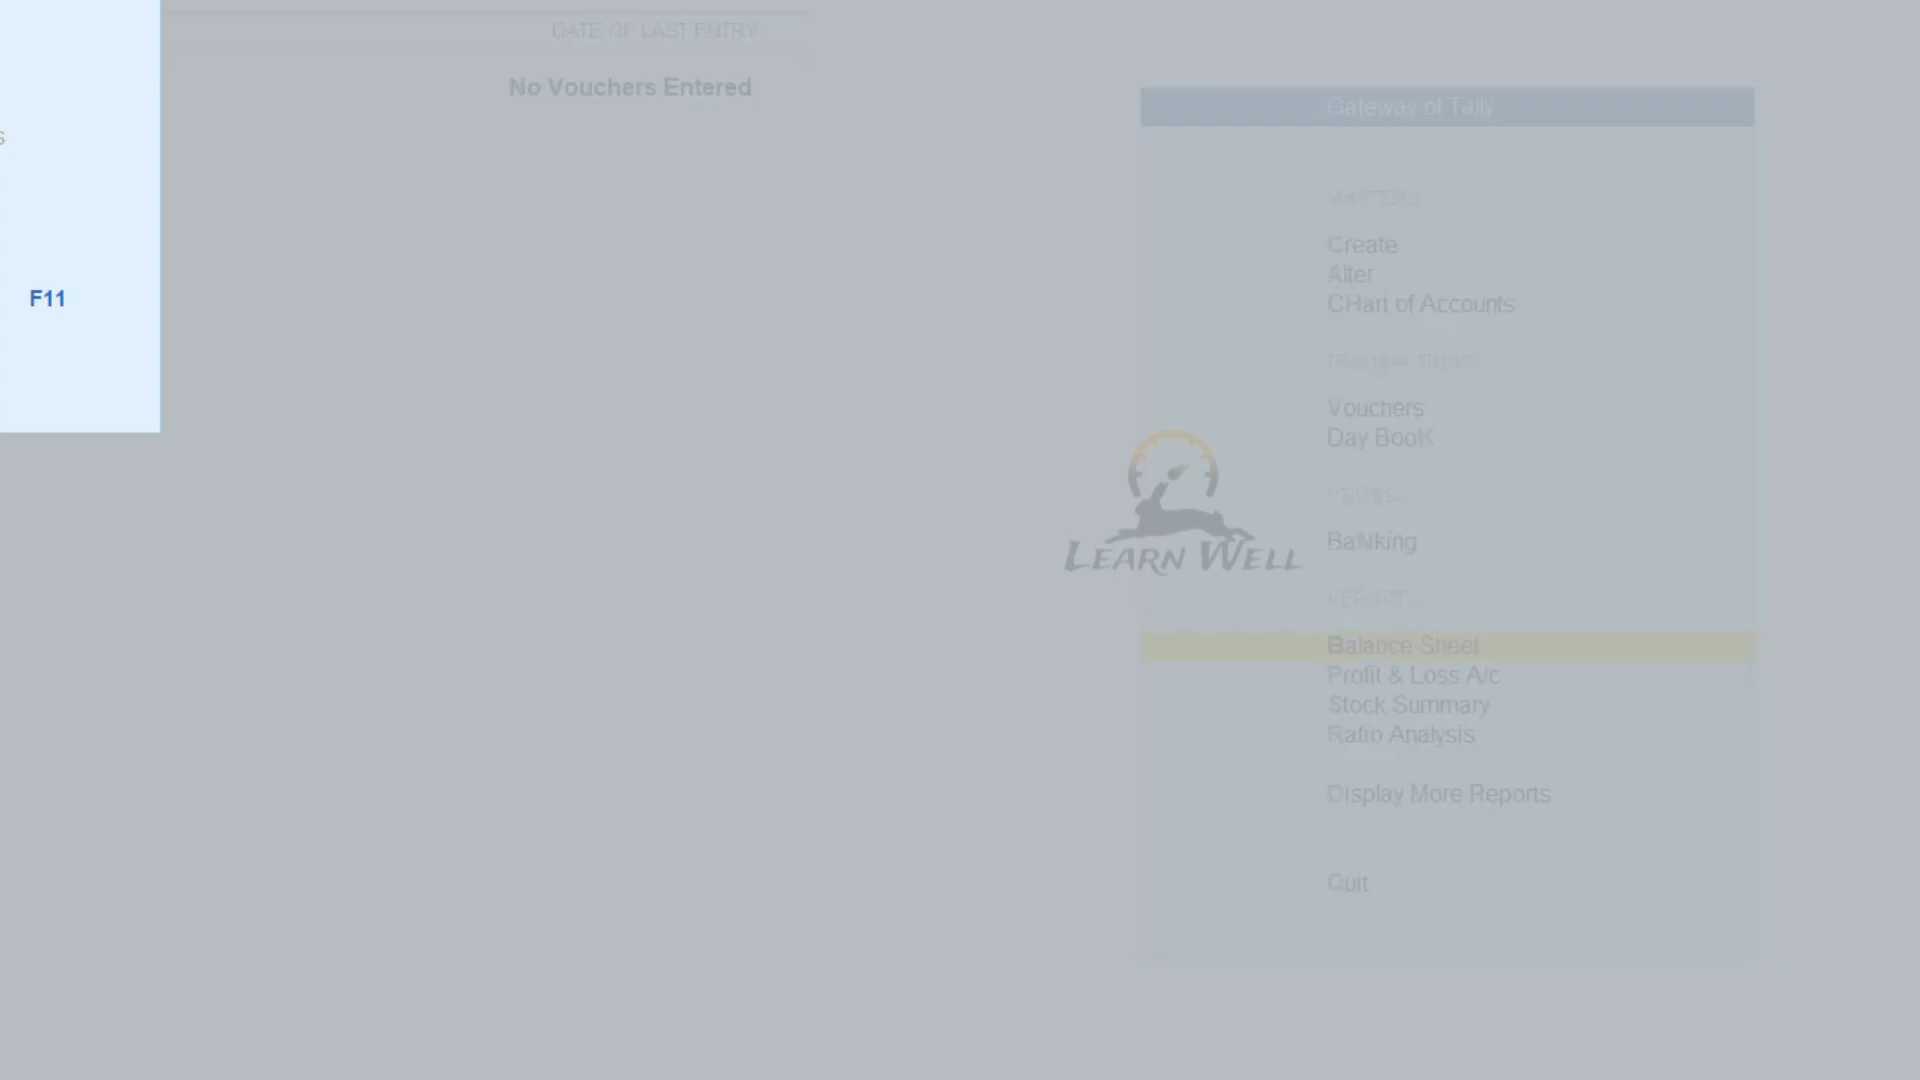 DATE OF LAST ENTRY
No Vouchers Entered
F11
Gateway of Tally
MASTERS
Create
Alter
CHart of Accounts
Vouchers
Day BooK
BaNking
Balance Sheet
Profit & Loss A/c
Stock Summary
Ratio Analysis
Display More Reports
Quit
LEARN WELL